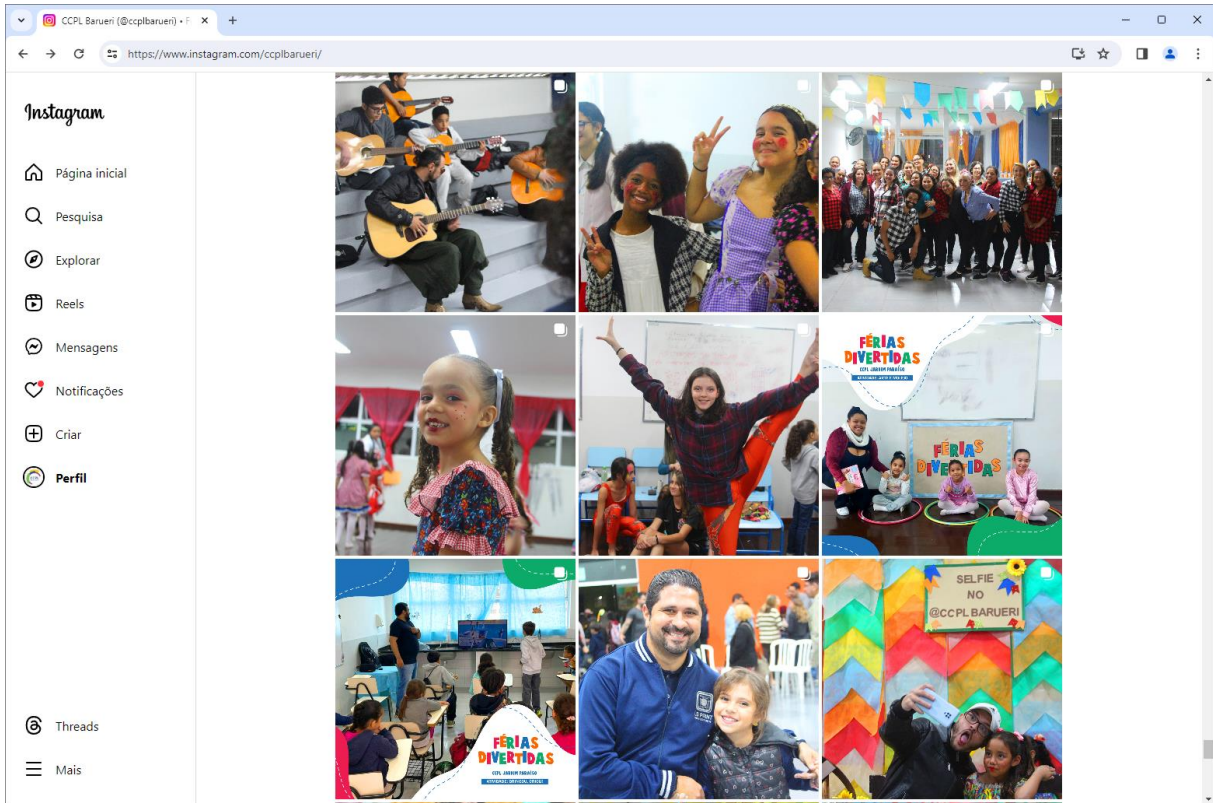 CCPL Barueri (@ccplbarueri) • F
https://www.instagram.com/ccplbarueri/
Instagram
Página inicial
Pesquisa
Explorar
Reels
Mensagens
Notificações
Criar
Perfil
Threads
Mais
FÉRIAS
DIVERTIDAS
CCPL JARDIM PARAÍSO
FÉRIAS
DIVERTIDAS
FÉRIAS
DIVERTIDAS
CCPL JARDIM PARAÍSO
SELFIE
NO
@CCPL BARUERI